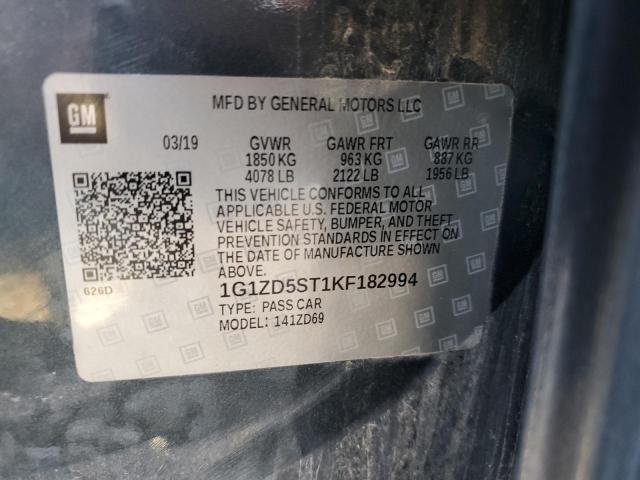 GM
MFD BY GENERAL MOTORS LLC
03/19 GVWR GAWR FRT GAWR RR
1850 KG 963 KG 887 KG
4078 LB 2122 LB 1956 LB
THIS VEHICLE CONFORMS TO ALL
APPLICABLE U.S. FEDERAL MOTOR
VEHICLE SAFETY, BUMPER, AND THEFT
PREVENTION STANDARDS IN EFFECT ON
THE DATE OF MANUFACTURE SHOWN
ABOVE.
626D
1G1ZD5ST1KF182994
TYPE: PASS CAR
MODEL: 141ZD69